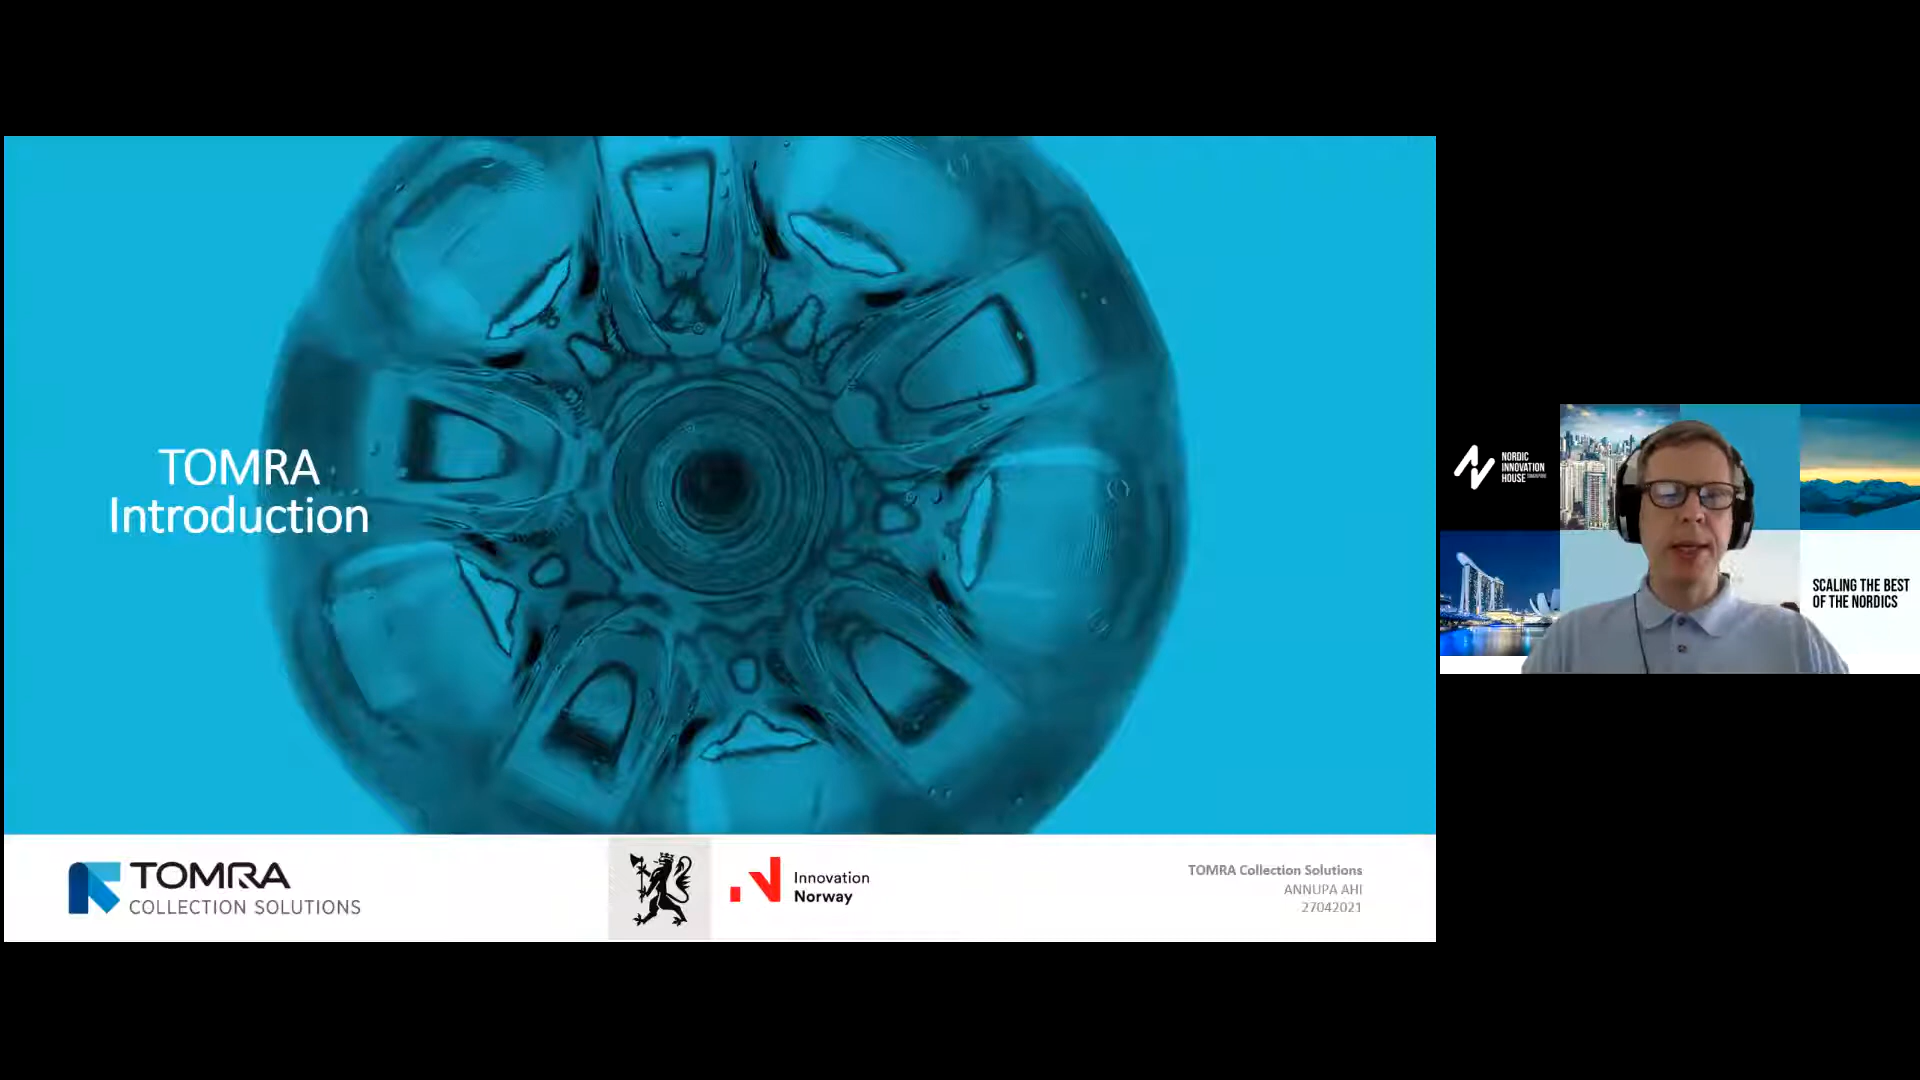 TOMRA
Introduction
TOMRA
COLLECTION SOLUTIONS
Innovation
Norway
TOMRA Collection Solutions
ANNUPA AHI
27042021
NORDIC
INNOVATION
HOUSE
SCALING THE BEST
OF THE NORDICS